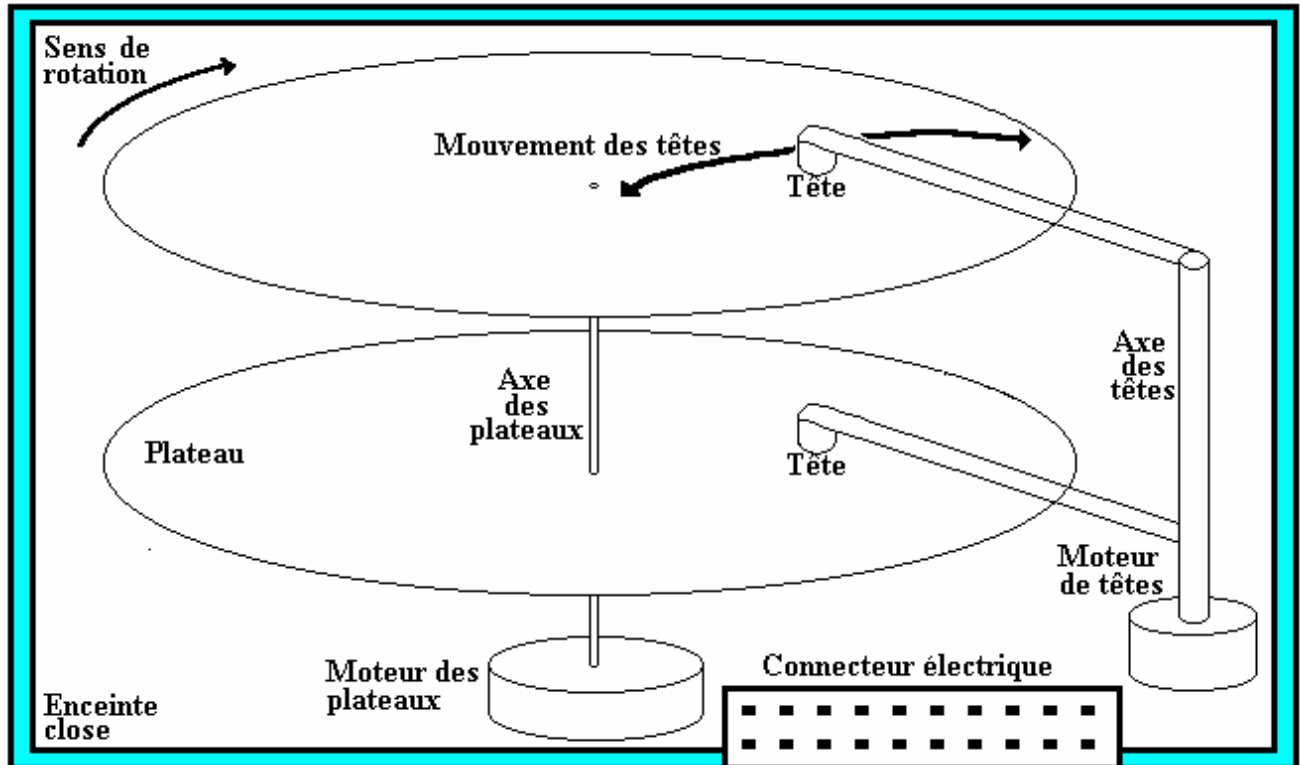 Sens de
rotation
Mouvement des têtes
Tête
Axe
des
plateaux
Axe
des
têtes
Plateau
Tête
Moteur
de têtes
Moteur des
plateaux
Connecteur électrique
Enceinte
close